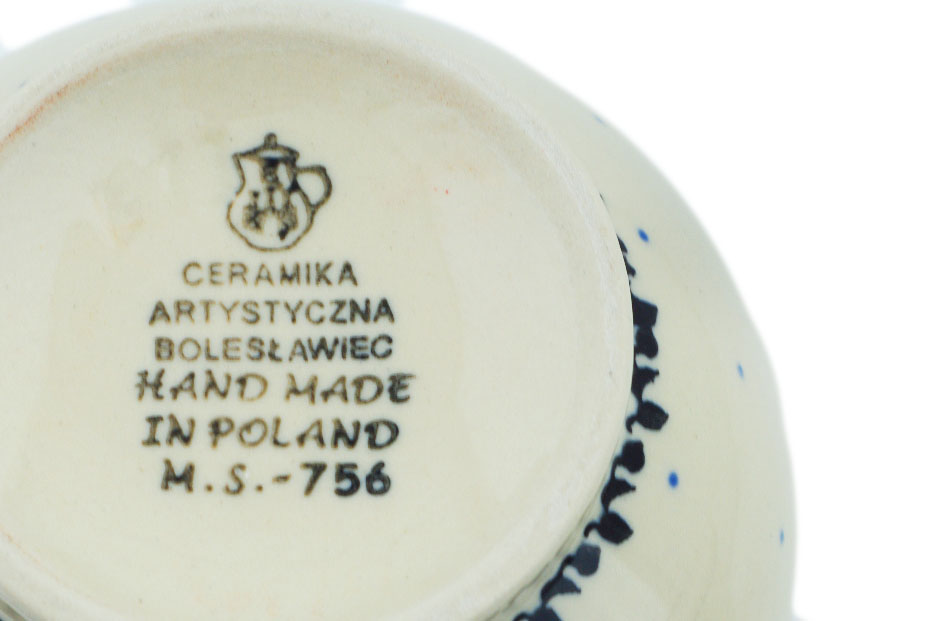 CERAMIKA
ARTYSTYCZNA
BOLESŁAWIEC
HAND MADE
IN POLAND
M.S.-756